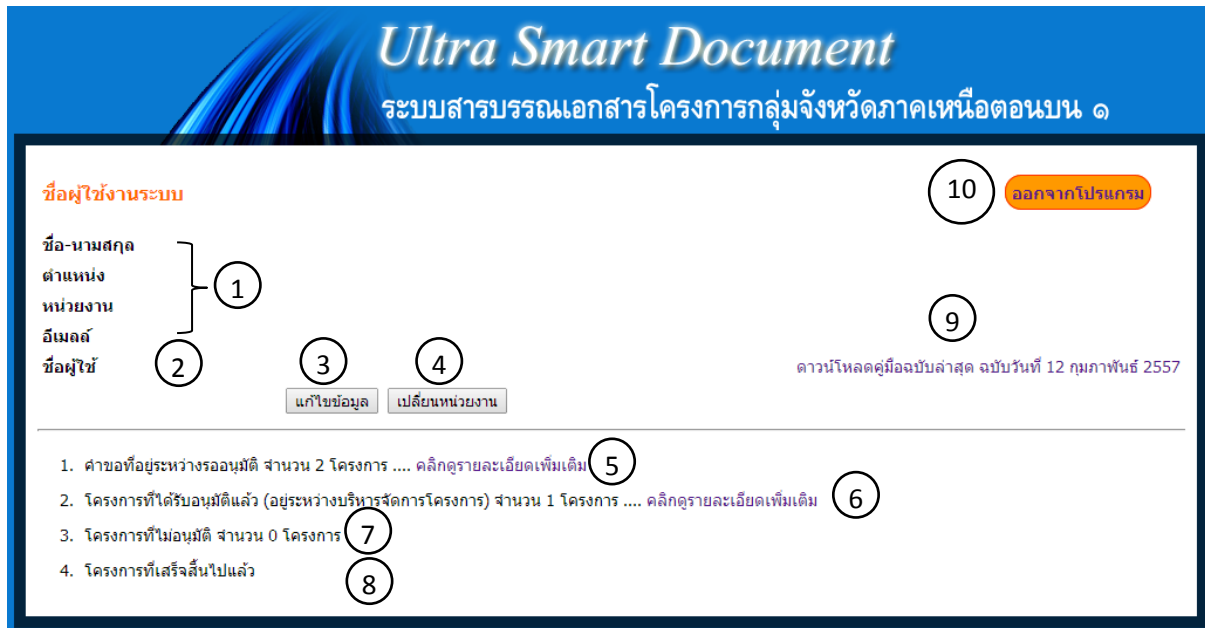 Ultra Smart Document
ระบบสารบรรณเอกสารโครงการกลุ่มจังหวัดภาคเหนือตอนบน ๑
ชื่อผู้ใช้งานระบบ
10 ออกจากโปรแกรม
ชื่อ-นามสกุล
ตำแหน่ง
1
หน่วยงาน
9
อีเมลล์
ชื่อผู้ใช้ 2 3 4 ดาวน์โหลดคู่มือฉบับล่าสุด ฉบับวันที่ 12 กุมภาพันธ์ 2557
แก้ไขข้อมูล เปลี่ยนหน่วยงาน
1. คำขอที่อยู่ระหว่างรออนุมัติ จำนวน 2 โครงการ .... คลิกดูรายละเอียดเพิ่มเติม 5
2. โครงการที่ได้รับอนุมัติแล้ว (อยู่ระหว่างบริหารจัดการโครงการ) จำนวน 1 โครงการ .... คลิกดูรายละเอียดเพิ่มเติม 6
3. โครงการที่ไม่อนุมัติ จำนวน 0 โครงการ 7
4. โครงการที่เสร็จสิ้นไปแล้ว 8